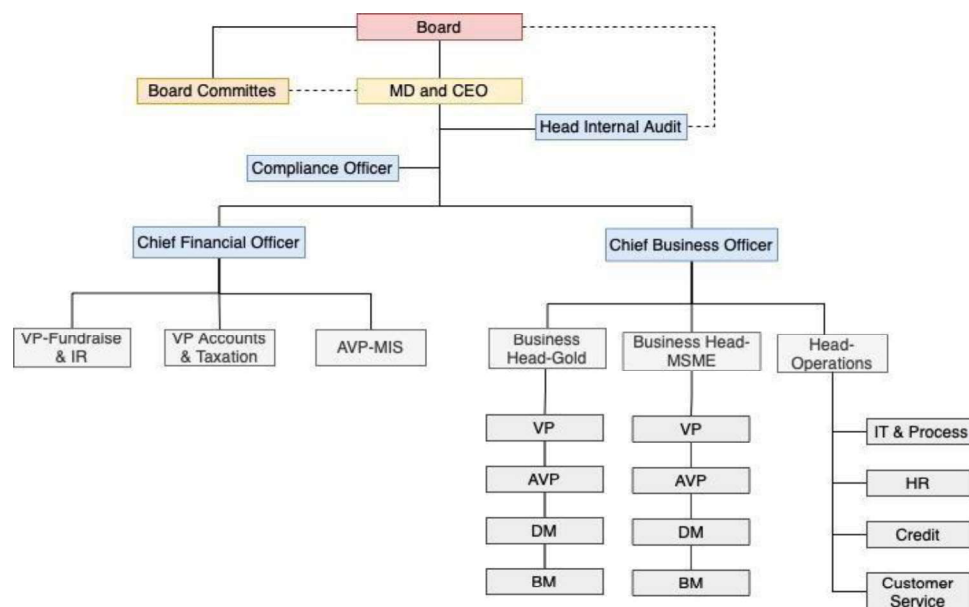 Board
Board Committes
MD and CEO
Head Internal Audit
Compliance Officer
Chief Financial Officer
Chief Business Officer
VP-Fundraise
& IR
VP Accounts
& Taxation
AVP-MIS
Business
Head-Gold
Business Head-
MSME
Head-
Operations
VP
AVP
DM
BM
VP
AVP
DM
BM
IT & Process
HR
Credit
Customer
Service